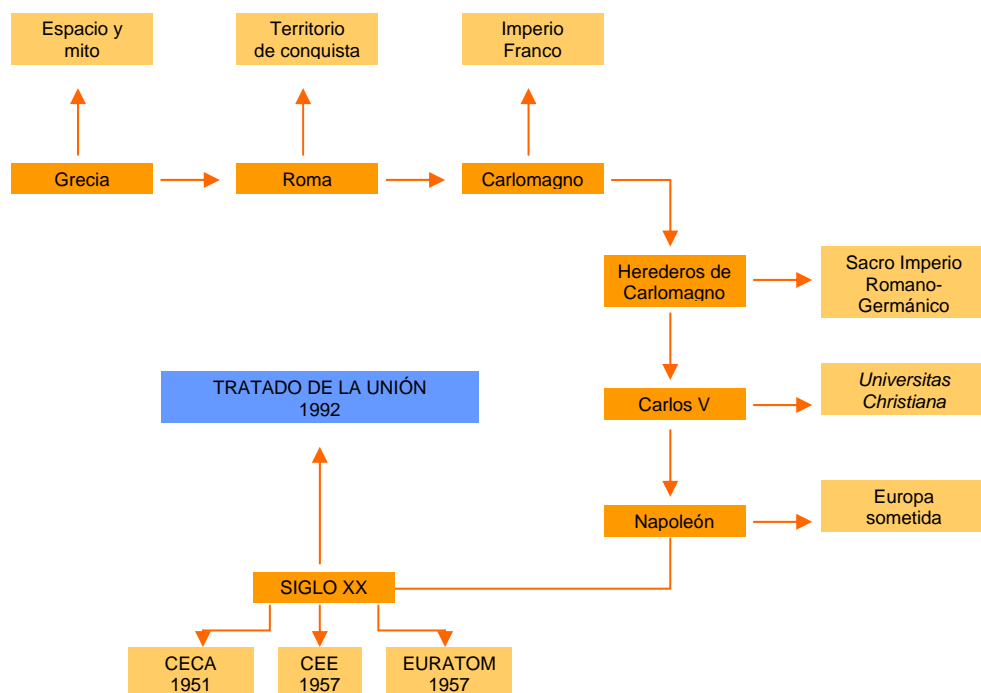 Espacio y
mito
Territorio
de conquista
Imperio
Franco
Grecia
Roma
Carlomagno
Herederos de
Carlomagno
Sacro Imperio
Romano-
Germánico
TRATADO DE LA UNIÓN
1992
Carlos V
Universitas
Christiana
Napoleón
Europa
sometida
SIGLO XX
CECA
1951
CEE
1957
EURATOM
1957